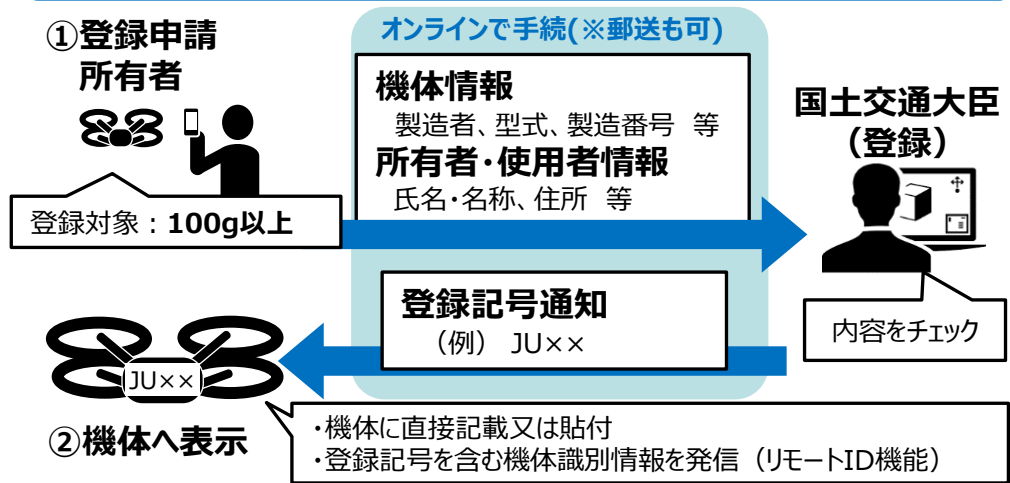 ①登録申請
所有者
登録対象：100g以上
オンラインで手続(※郵送も可)
機体情報
製造者、型式、製造番号 等
所有者・使用者情報
氏名・名称、住所 等
国土交通大臣
（登録）
内容をチェック
登録記号通知
（例） JU××
JU××
②機体へ表示
・機体に直接記載又は貼付
・登録記号を含む機体識別情報を発信（リモートID機能）